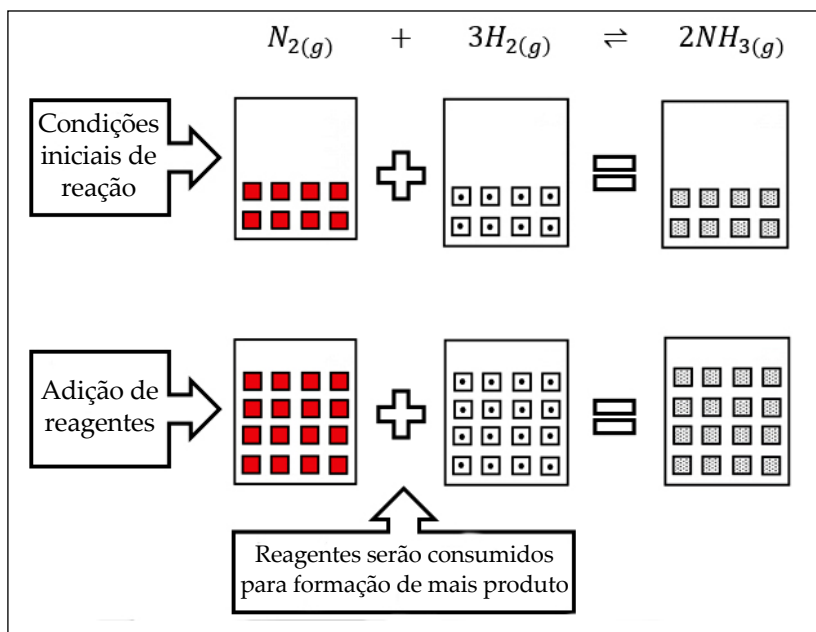 N₂(g) + 3H₂(g) ⇌ 2NH₃(g)
Condições
iniciais de
reação
Adição de
reagentes
Reagentes serão consumidos
para formação de mais produto